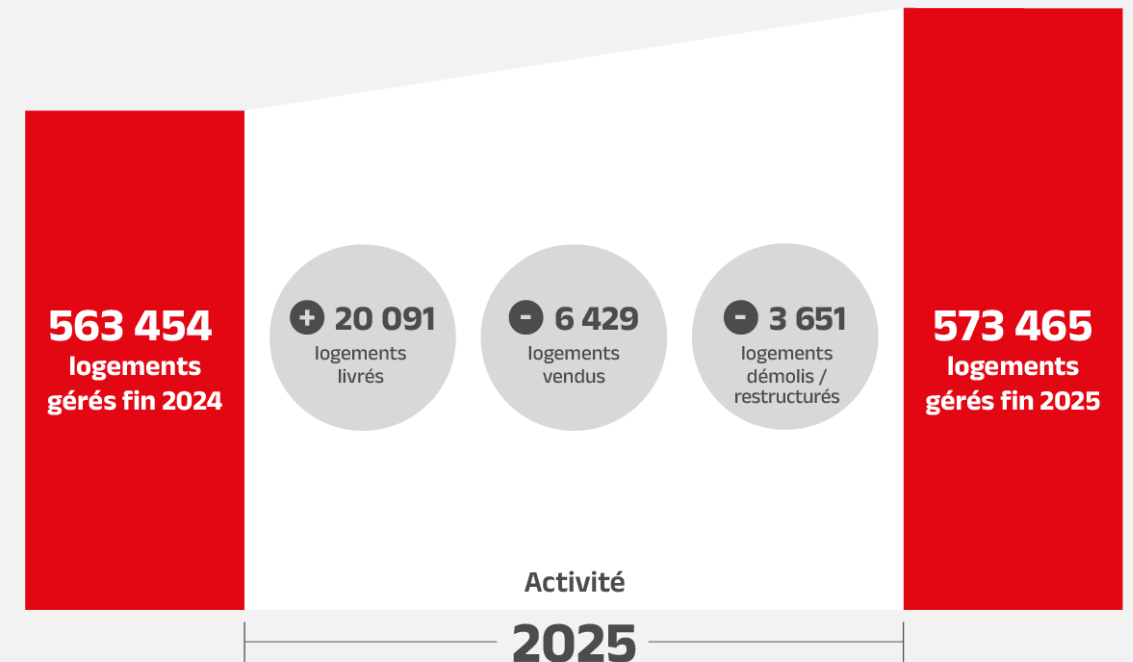 563 454
logements
gérés fin 2024
+ 20 091
logements
livrés
- 6 429
logements
vendus
- 3 651
logements
démolis /
restructurés
573 465
logements
gérés fin 2025
Activité
2025